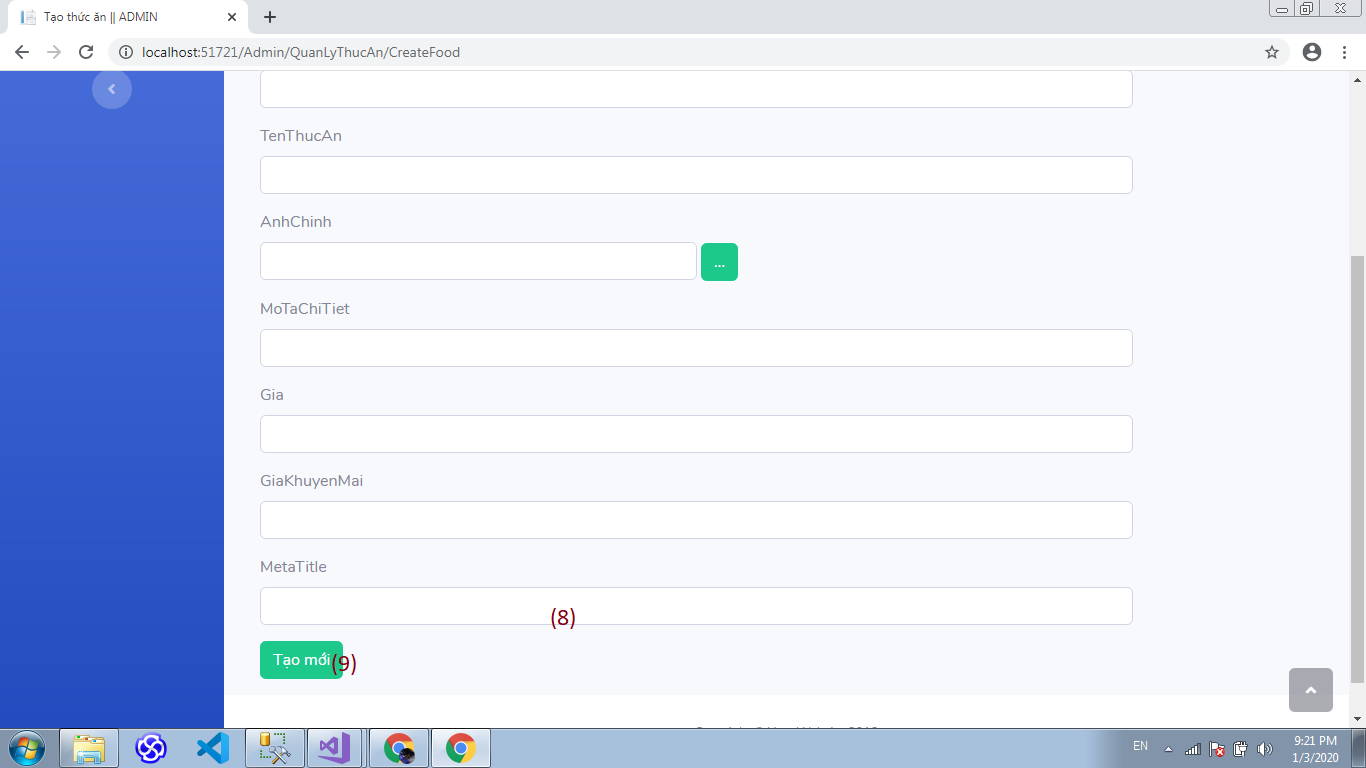 Tạo thức ăn || ADMIN
localhost:51721/Admin/QuanLyThucAn/CreateFood
TenThucAn
AnhChinh
...
MoTaChiTiet
Gia
GiaKhuyenMai
MetaTitle
(8)
Tạo mới
(9)
EN
9:21 PM
1/3/2020